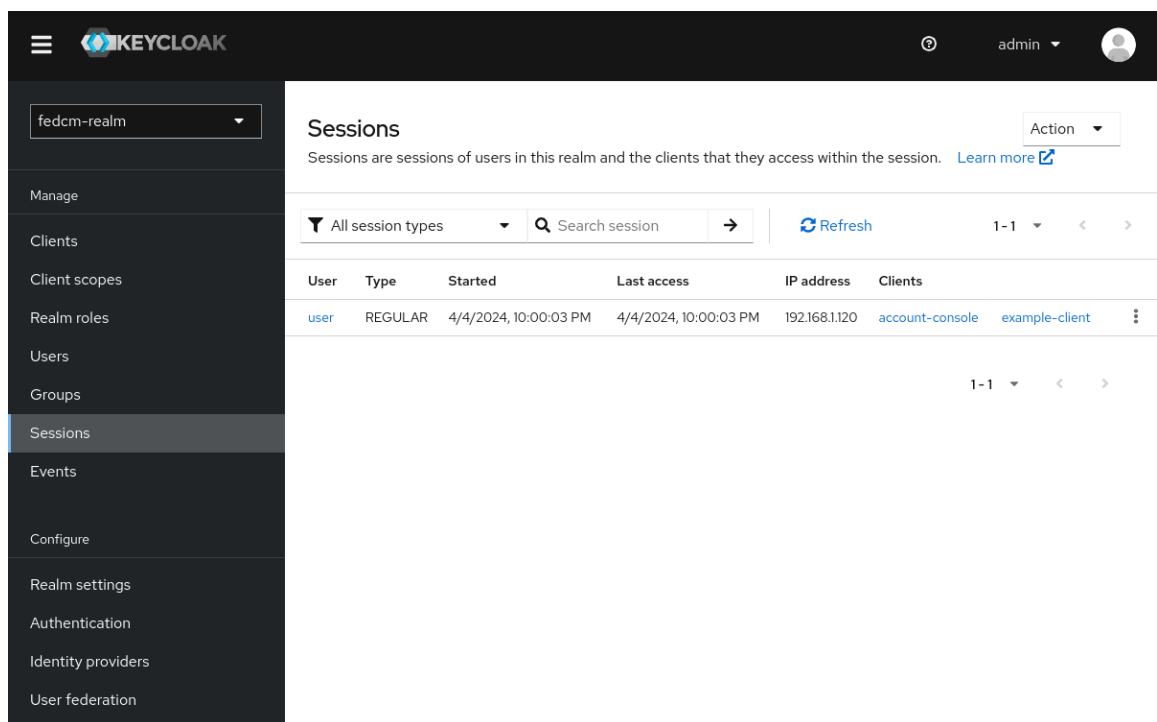 KEYCLOAK
admin
fedcm-realm
Manage
Clients
Client scopes
Realm roles
Users
Groups
Sessions
Events
Configure
Realm settings
Authentication
Identity providers
User federation
Sessions
Action
Sessions are sessions of users in this realm and the clients that they access within the session. Learn more
All session types Search session Refresh 1-1
User Type Started Last access IP address Clients
user REGULAR 4/4/2024, 10:00:03 PM 4/4/2024, 10:00:03 PM 192.168.1.120 account-console example-client
1-1